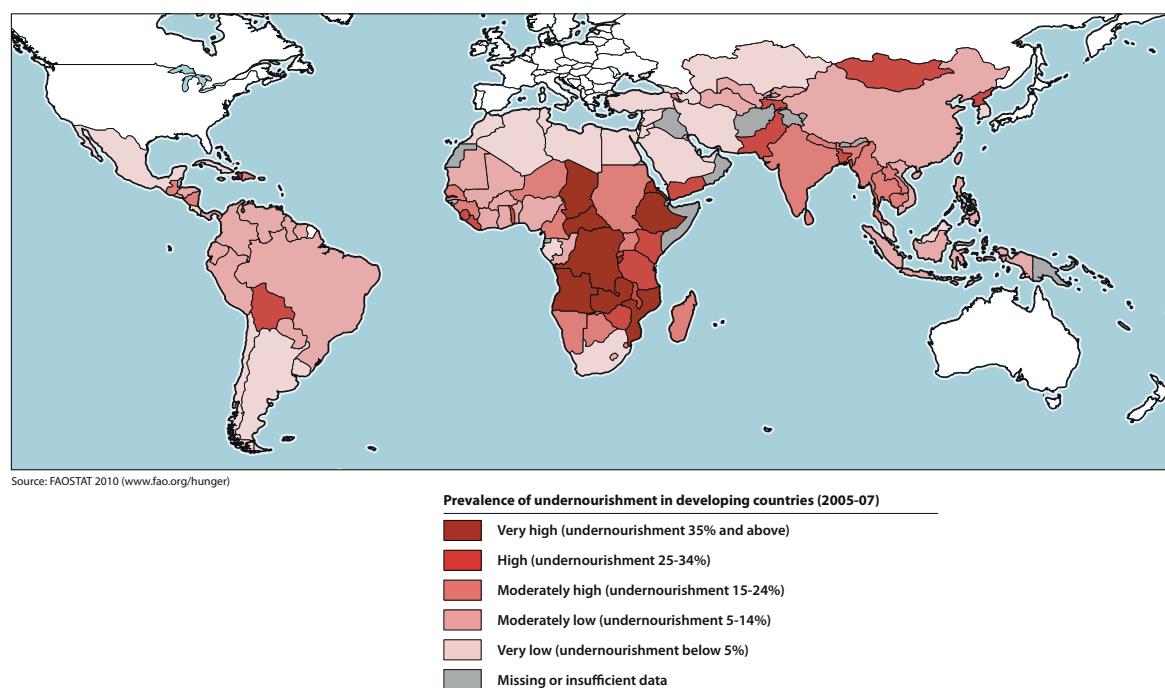 Source: FAOSTAT 2010 (www.fao.org/hunger)
Prevalence of undernourishment in developing countries (2005-07)
Very high (undernourishment 35% and above)
High (undernourishment 25-34%)
Moderately high (undernourishment 15-24%)
Moderately low (undernourishment 5-14%)
Very low (undernourishment below 5%)
Missing or insufficient data